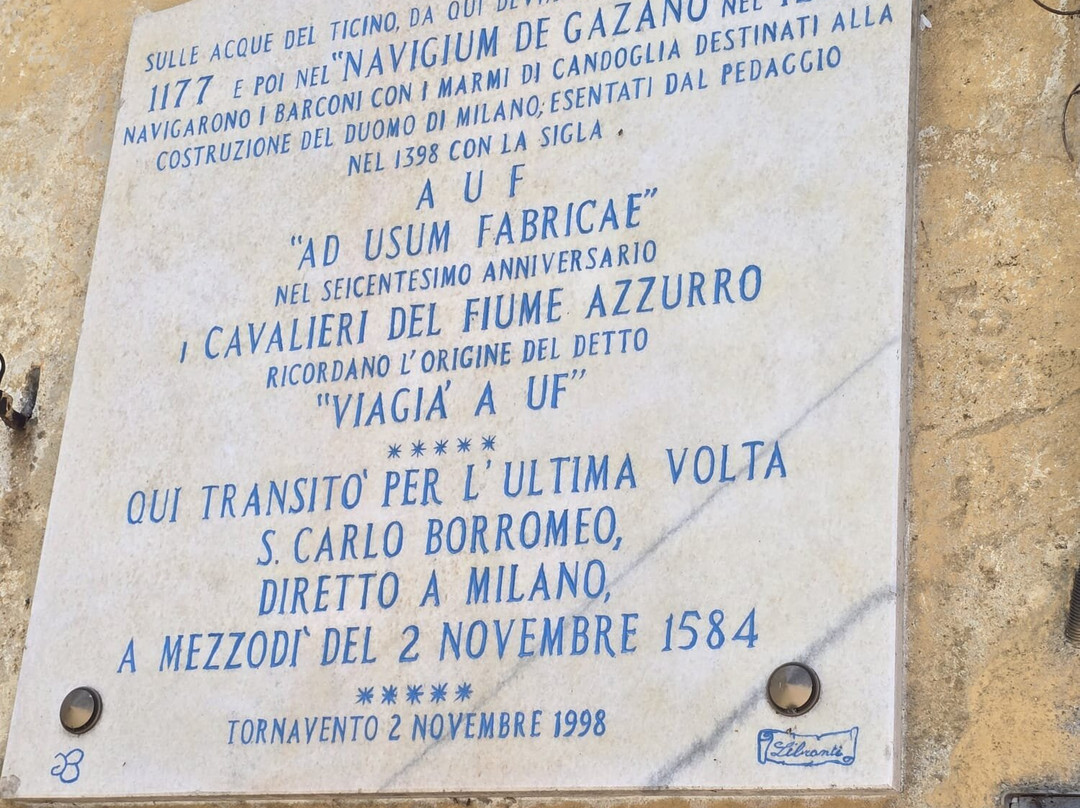 SULLE ACQUE DEL TICINO, DA QUI
"NAVIGIUM DE GAZANO NEL
1177 E POI NEL
NAVIGARONO I BARCONI CON I MARMI DI CANDOGLIA DESTINATI ALLA
COSTRUZIONE DEL DUOMO DI MILANO; ESENTATI DAL PEDAGGIO
NEL 1398 CON LA SIGLA
A U F
"AD USUM FABRICAE"
NEL SEICENTESIMO ANNIVERSARIO
I CAVALIERI DEL FIUME AZZURRO
RICORDANO L'ORIGINE DEL DETTO
"VIAGIA' A UF"
*****
QUI TRANSITO' PER L'ULTIMA VOLTA
S. CARLO BORROMEO,
DIRETTO A MILANO,
A MEZZODI' DEL 2 NOVEMBRE 1584
*****
TORNAVENTO 2 NOVEMBRE 1998
Libranti